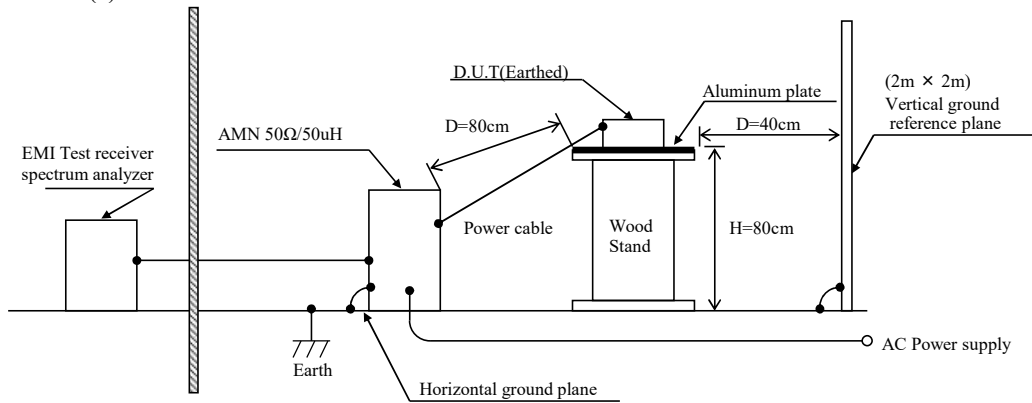 D.U.T(Earthed)
Aluminum plate
(2m × 2m)
Vertical ground
reference plane
AMN 50Ω/50uH
D=80cm
D=40cm
EMI Test receiver
spectrum analyzer
Power cable
Wood
Stand
H=80cm
Earth
AC Power supply
Horizontal ground plane